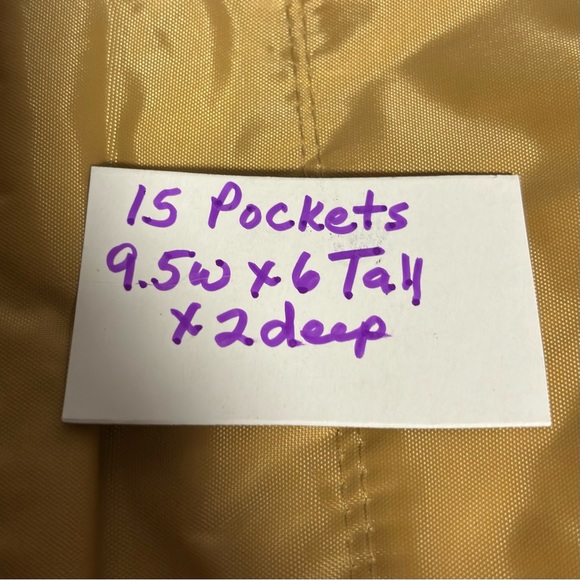 15 Pockets
9.5w x 6 Tall
x 2 deep